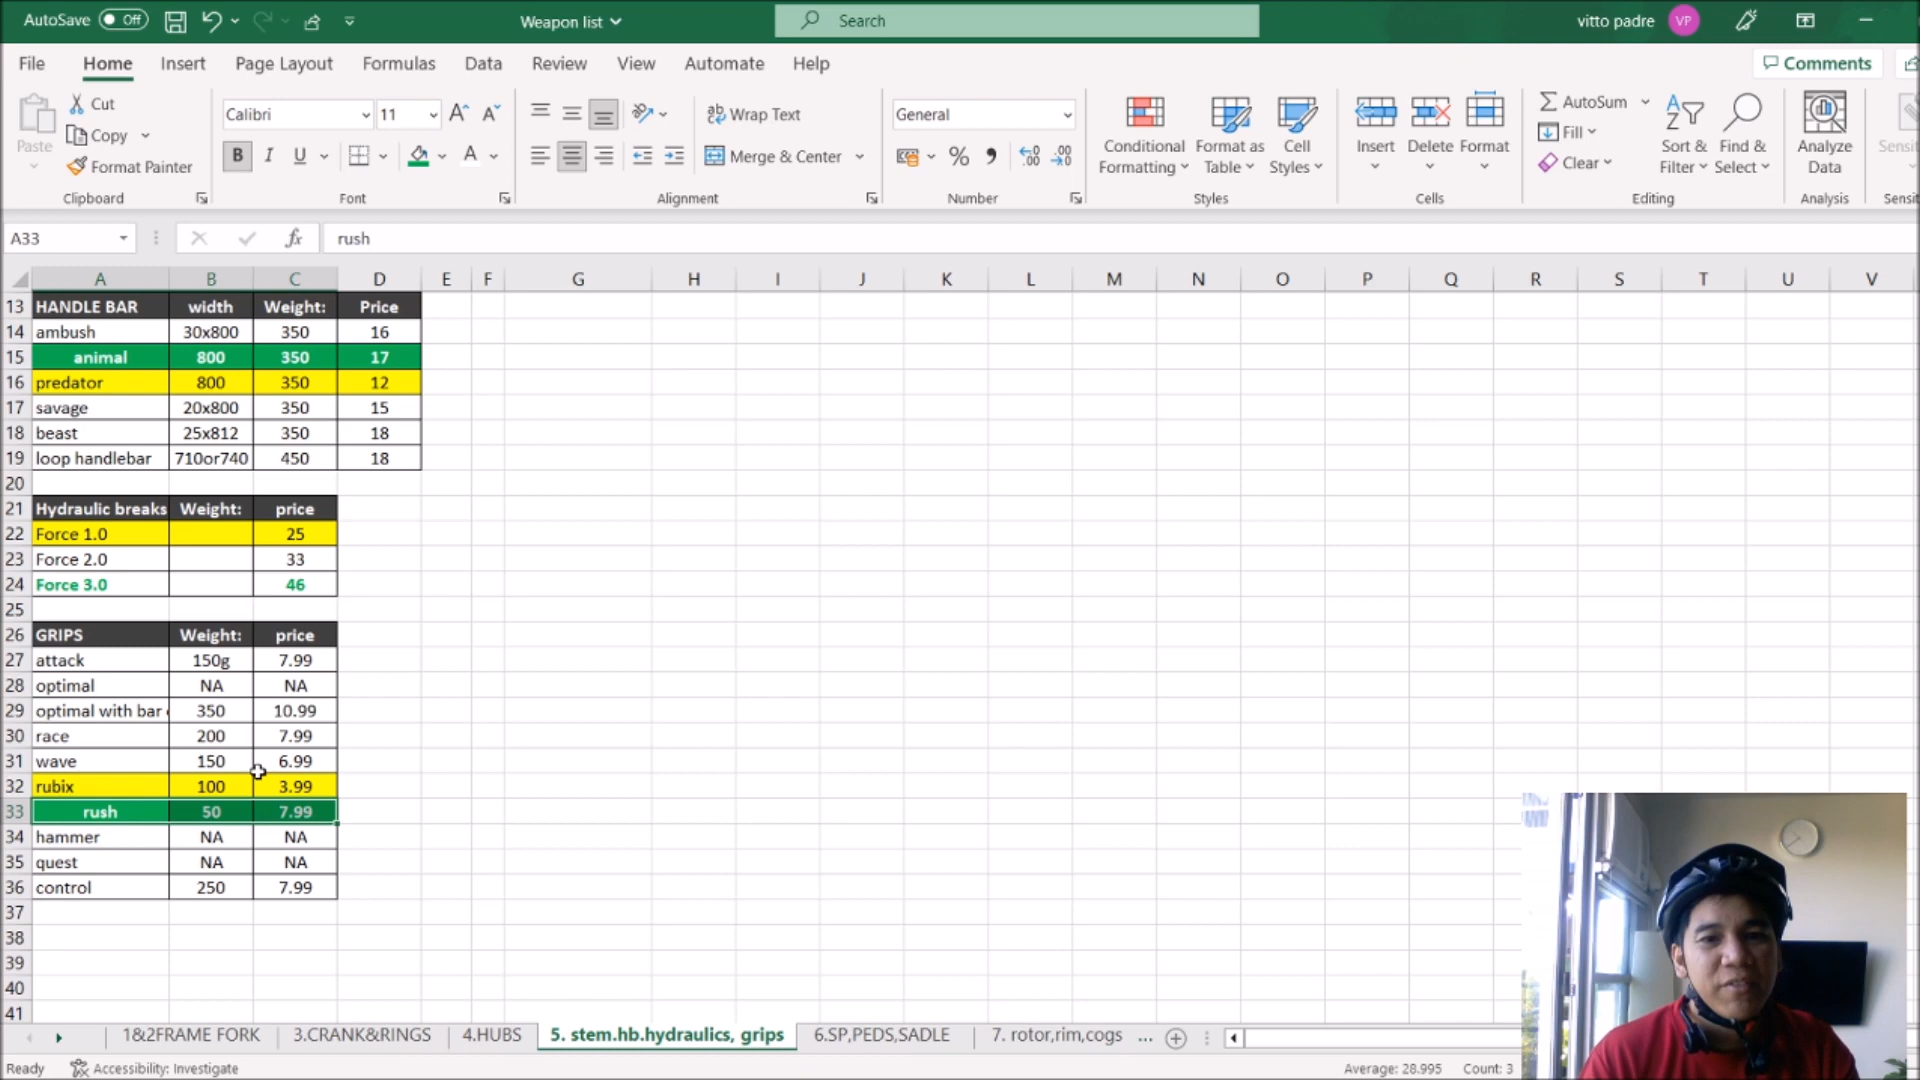 AutoSave Off Weapon list Search vitto padre VP
File Home Insert Page Layout Formulas Data Review View Automate Help Comments
Paste Cut Copy Format Painter Clipboard
Calibri 11 B I U A Font
Wrap Text Merge & Center Alignment
General % Number
Conditional Formatting Format as Table Cell Styles Styles
Insert Delete Format Cells
AutoSum Fill Clear Sort & Filter Find & Select Editing
Analyze Data Analysis
A33 fx rush
A B C D E F G H I J K L M N O P Q R S T U V
13 HANDLE BAR width Weight: Price
14 ambush 30x800 350 16
15 animal 800 350 17
16 predator 800 350 12
17 savage 20x800 350 15
18 beast 25x812 350 18
19 loop handlebar 710or740 450 18
20
21 Hydraulic breaks Weight: price
22 Force 1.0 25
23 Force 2.0 33
24 Force 3.0 46
25
26 GRIPS Weight: price
27 attack 150g 7.99
28 optimal NA NA
29 optimal with bar 350 10.99
30 race 200 7.99
31 wave 150 6.99
32 rubix 100 3.99
33 rush 50 7.99
34 hammer NA NA
35 quest NA NA
36 control 250 7.99
37
38
39
40
41
1&2FRAME FORK 3.CRANK&RINGS 4.HUBS 5. stem.hb.hydraulics, grips 6.SP,PEDS,SADLE 7. rotor,rim,cogs ...
Ready Accessibility: Investigate Average: 28.995 Count: 3